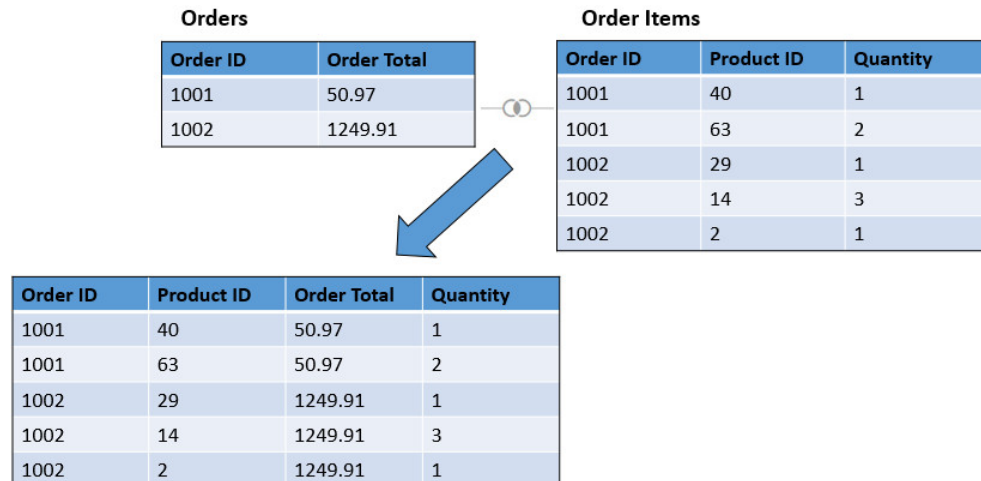 Orders
Order ID Order Total
1001 50.97
1002 1249.91
Order Items
Order ID Product ID Quantity
1001 40 1
1001 63 2
1002 29 1
1002 14 3
1002 2 1
Order ID Product ID Order Total Quantity
1001 40 50.97 1
1001 63 50.97 2
1002 29 1249.91 1
1002 14 1249.91 3
1002 2 1249.91 1